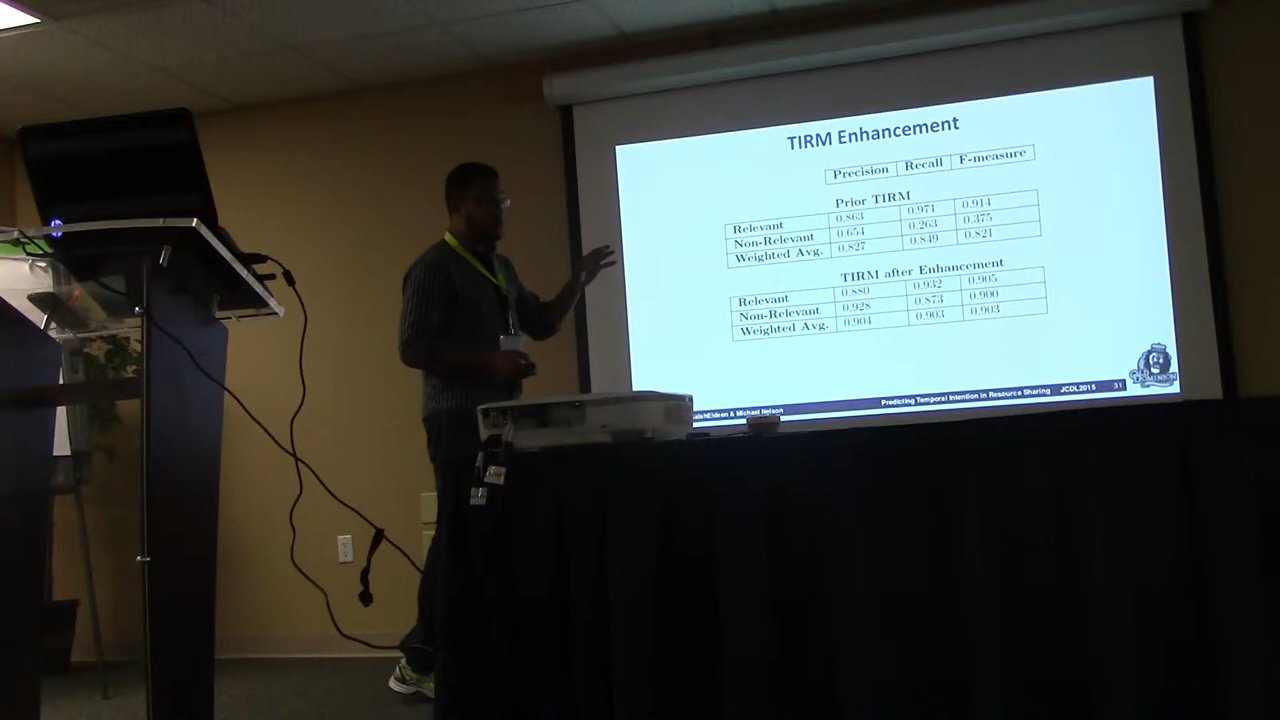 TIRM Enhancement
Precision Recall F-measure
Prior TIRM
Relevant 0.863 0.971 0.914
Non-Relevant 0.654 0.263 0.375
Weighted Avg. 0.827 0.849 0.821
TIRM after Enhancement
Relevant 0.880 0.932 0.905
Non-Relevant 0.928 0.873 0.900
Weighted Avg. 0.904 0.903 0.903
OLD DOMINION
alahEldeen & Michael Nelson Predicting Temporal Intention in Resource Sharing JCDL2015 31